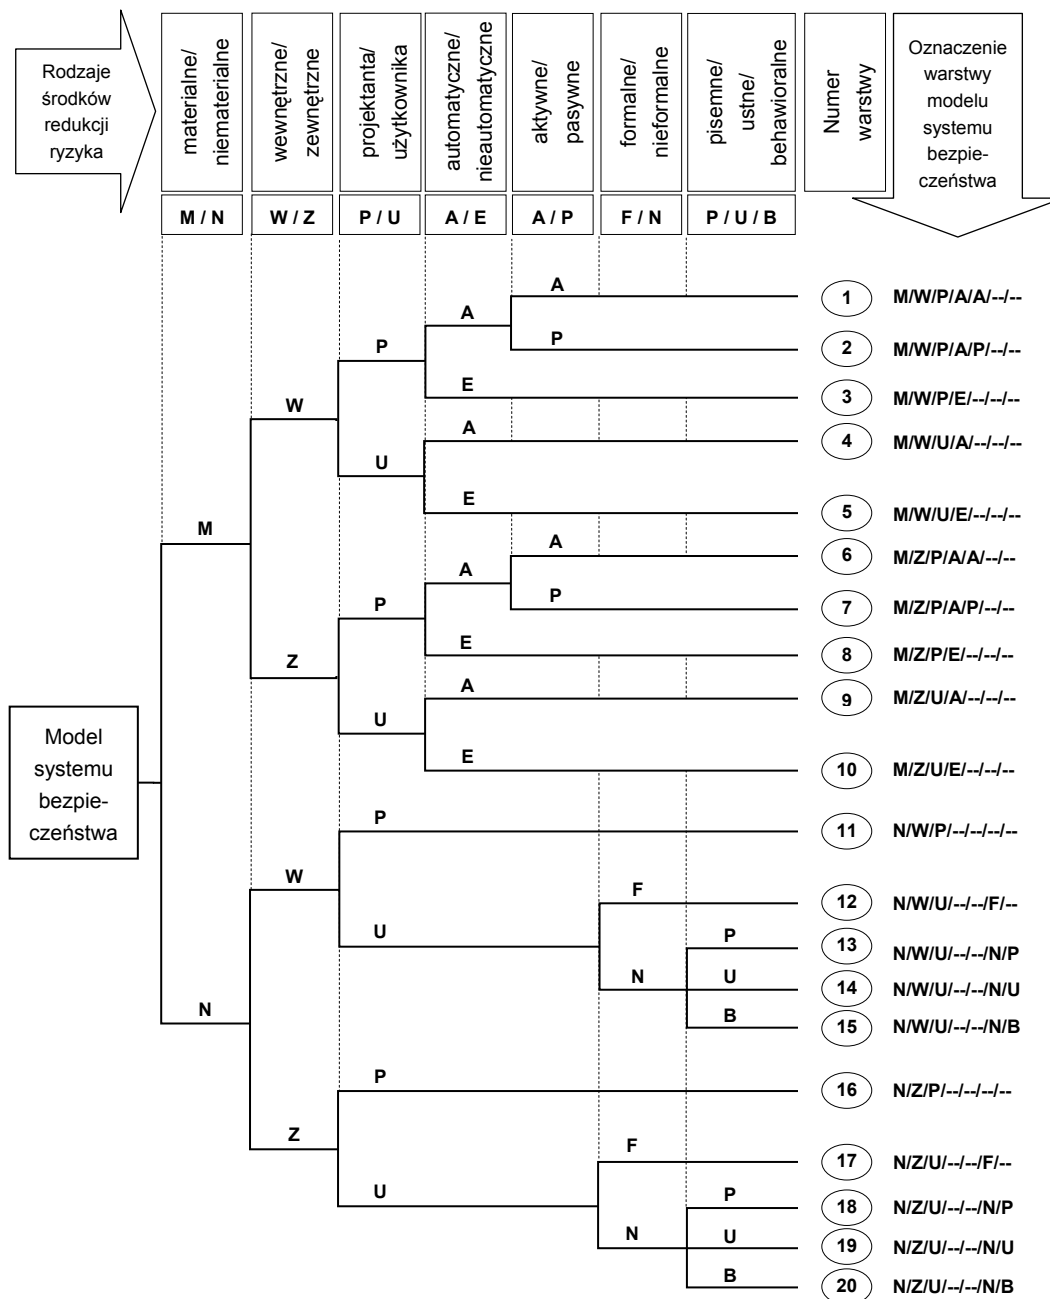 Rodzaje
środków
redukcji
ryzyka
materialne/
niematerialne
wewnętrzne/
zewnętrzne
projektanta/
użytkownika
automatyczne/
nieautomatyczne
aktywne/
pasywne
formalne/
nieformalne
pisemne/
ustne/
behawioralne
Numer
warstwy
Oznaczenie
warstwy
modelu
systemu
bezpie-
czeństwa
M / N
W / Z
P / U
A / E
A / P
F / N
P / U / B
A
1
M/W/P/A/A/--/--
A
P
P
2
M/W/P/A/P/--/--
E
3
M/W/P/E/--/--/--
W
A
4
M/W/U/A/--/--/--
U
E
5
M/W/U/E/--/--/--
M
A
6
M/Z/P/A/A/--/--
A
P
P
7
M/Z/P/A/P/--/--
E
8
M/Z/P/E/--/--/--
Z
A
9
M/Z/U/A/--/--/--
U
E
10
M/Z/U/E/--/--/--
Model
systemu
bezpie-
czeństwa
P
11
N/W/P/--/--/--/--
W
F
12
N/W/U/--/--/F/--
U
P
13
N/W/U/--/--/N/P
N
U
14
N/W/U/--/--/N/U
N
B
15
N/W/U/--/--/N/B
P
16
N/Z/P/--/--/--/--
Z
F
17
N/Z/U/--/--/F/--
U
P
18
N/Z/U/--/--/N/P
N
U
19
N/Z/U/--/--/N/U
B
20
N/Z/U/--/--/N/B